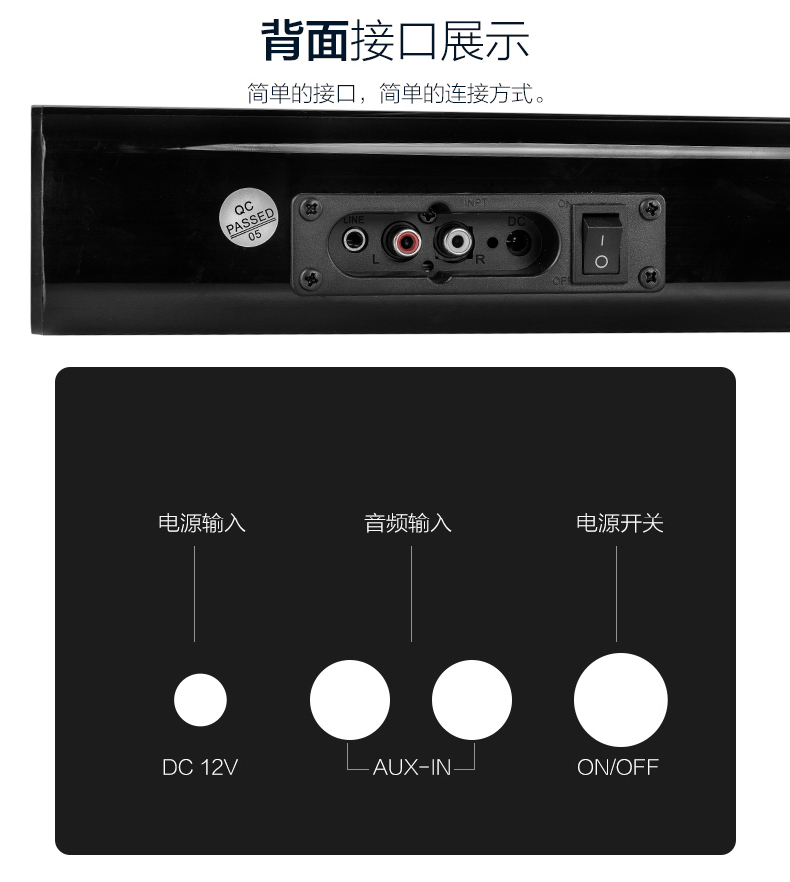 背面接口展示
简单的接口，简单的连接方式。
QC
PASSED
05
LINE
INPT
DC
ON
L
R
OFF
电源输入
音频输入
电源开关
DC 12V
AUX-IN
ON/OFF